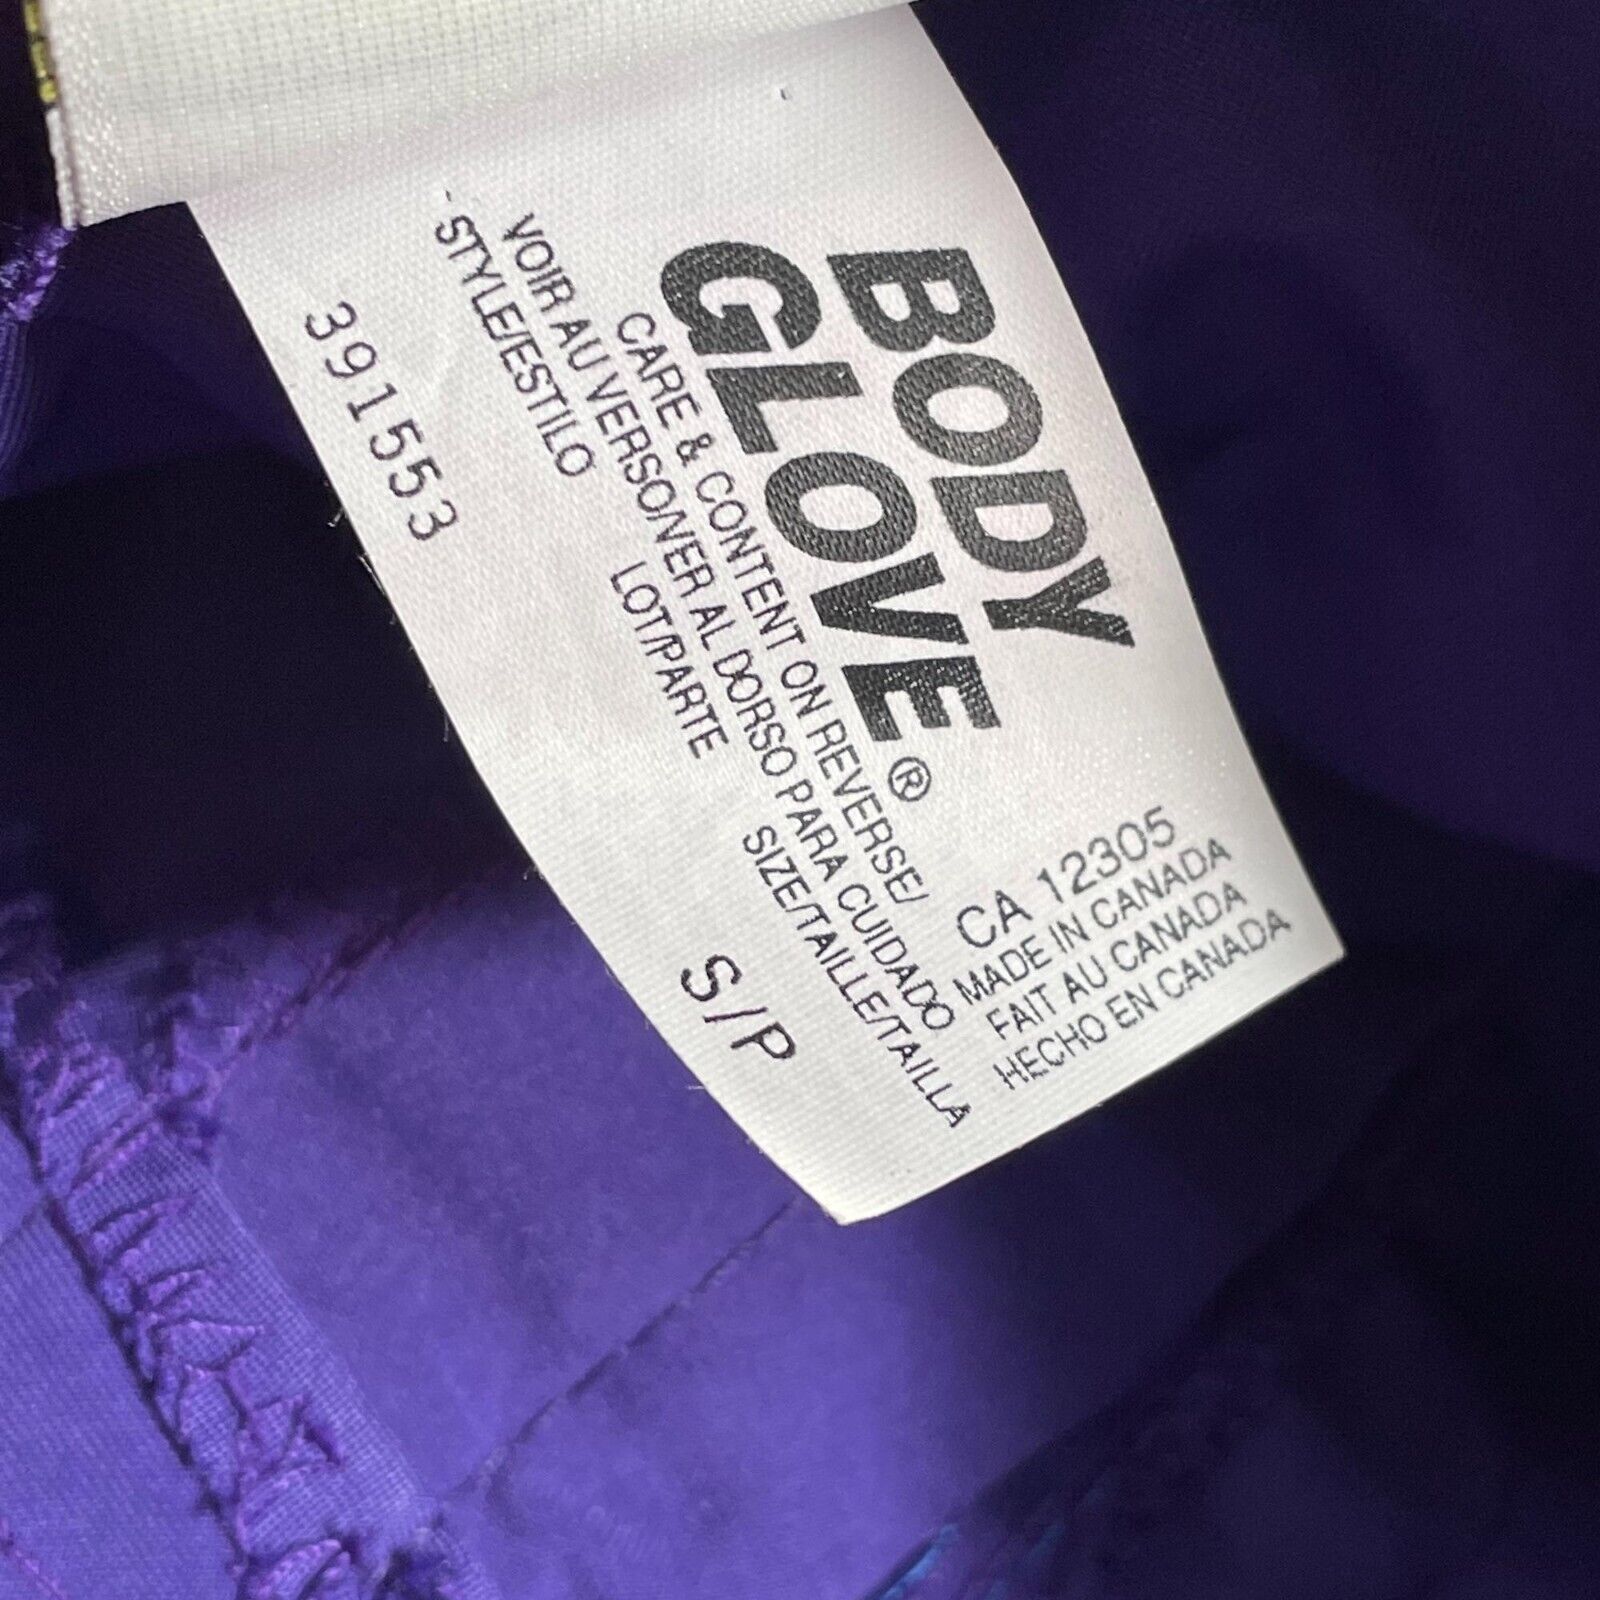 BODY
GLOVE®
CARE & CONTENT ON REVERSE/
VOIR AU VERSO/VER AL DORSO PARA CUIDADO
STYLE/ESTILO
LOT/PARTE
SIZE/TAILLE/TAILLA
391553
S/P
CA 12305
MADE IN CANADA
FAIT AU CANADA
HECHO EN CANADA